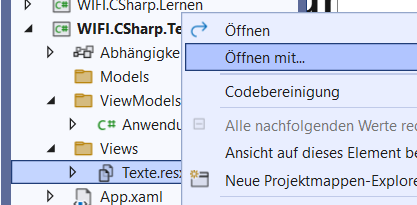 WIFI.CSharp.Lernen
WIFI.CSharp.Te
Abhängigke
Models
ViewModels
C# Anwendu
Views
Texte.res
App.xaml
Öffnen
Öffnen mit...
Codebereinigung
Alle nachfolgenden Werte rec
Ansicht auf dieses Element be
Neue Projektmappen-Explore